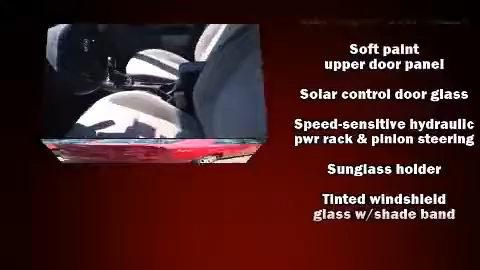 Soft paint
upper door panel
Solar control door glass
Speed-sensitive hydraulic
pwr rack & pinion steering
Sunglass holder
Tinted windshield
glass w/shade band